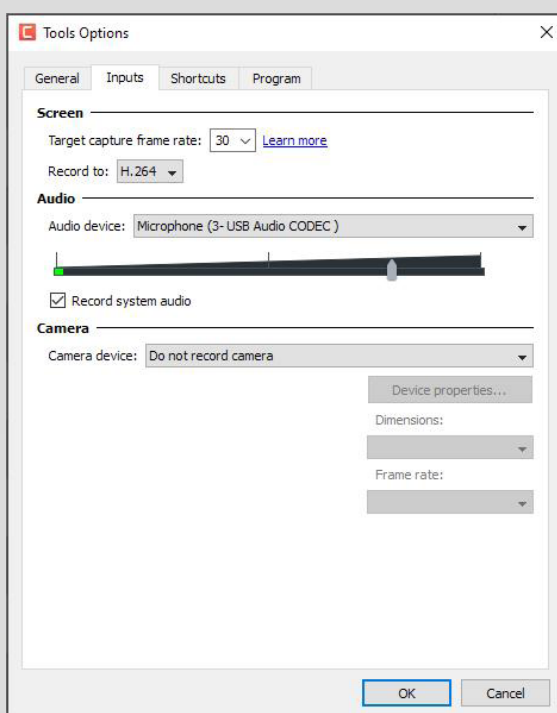 Tools Options
General Inputs Shortcuts Program
Screen
Target capture frame rate: 30 Learn more
Record to: H.264
Audio
Audio device: Microphone (3- USB Audio CODEC )
Record system audio
Camera
Camera device: Do not record camera
Device properties...
Dimensions:
Frame rate:
OK Cancel